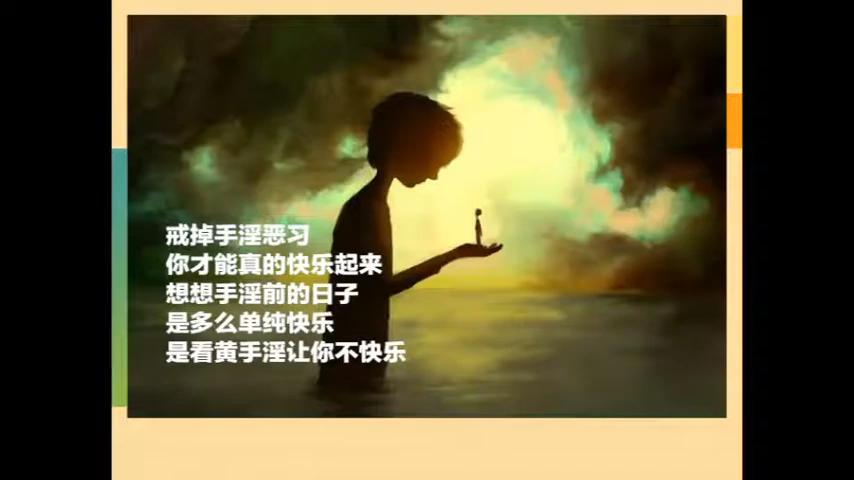 戒掉手淫恶习
你才能真的快乐起来
想想手淫前的日子
是多么单纯快乐
是看黄手淫让你不快乐